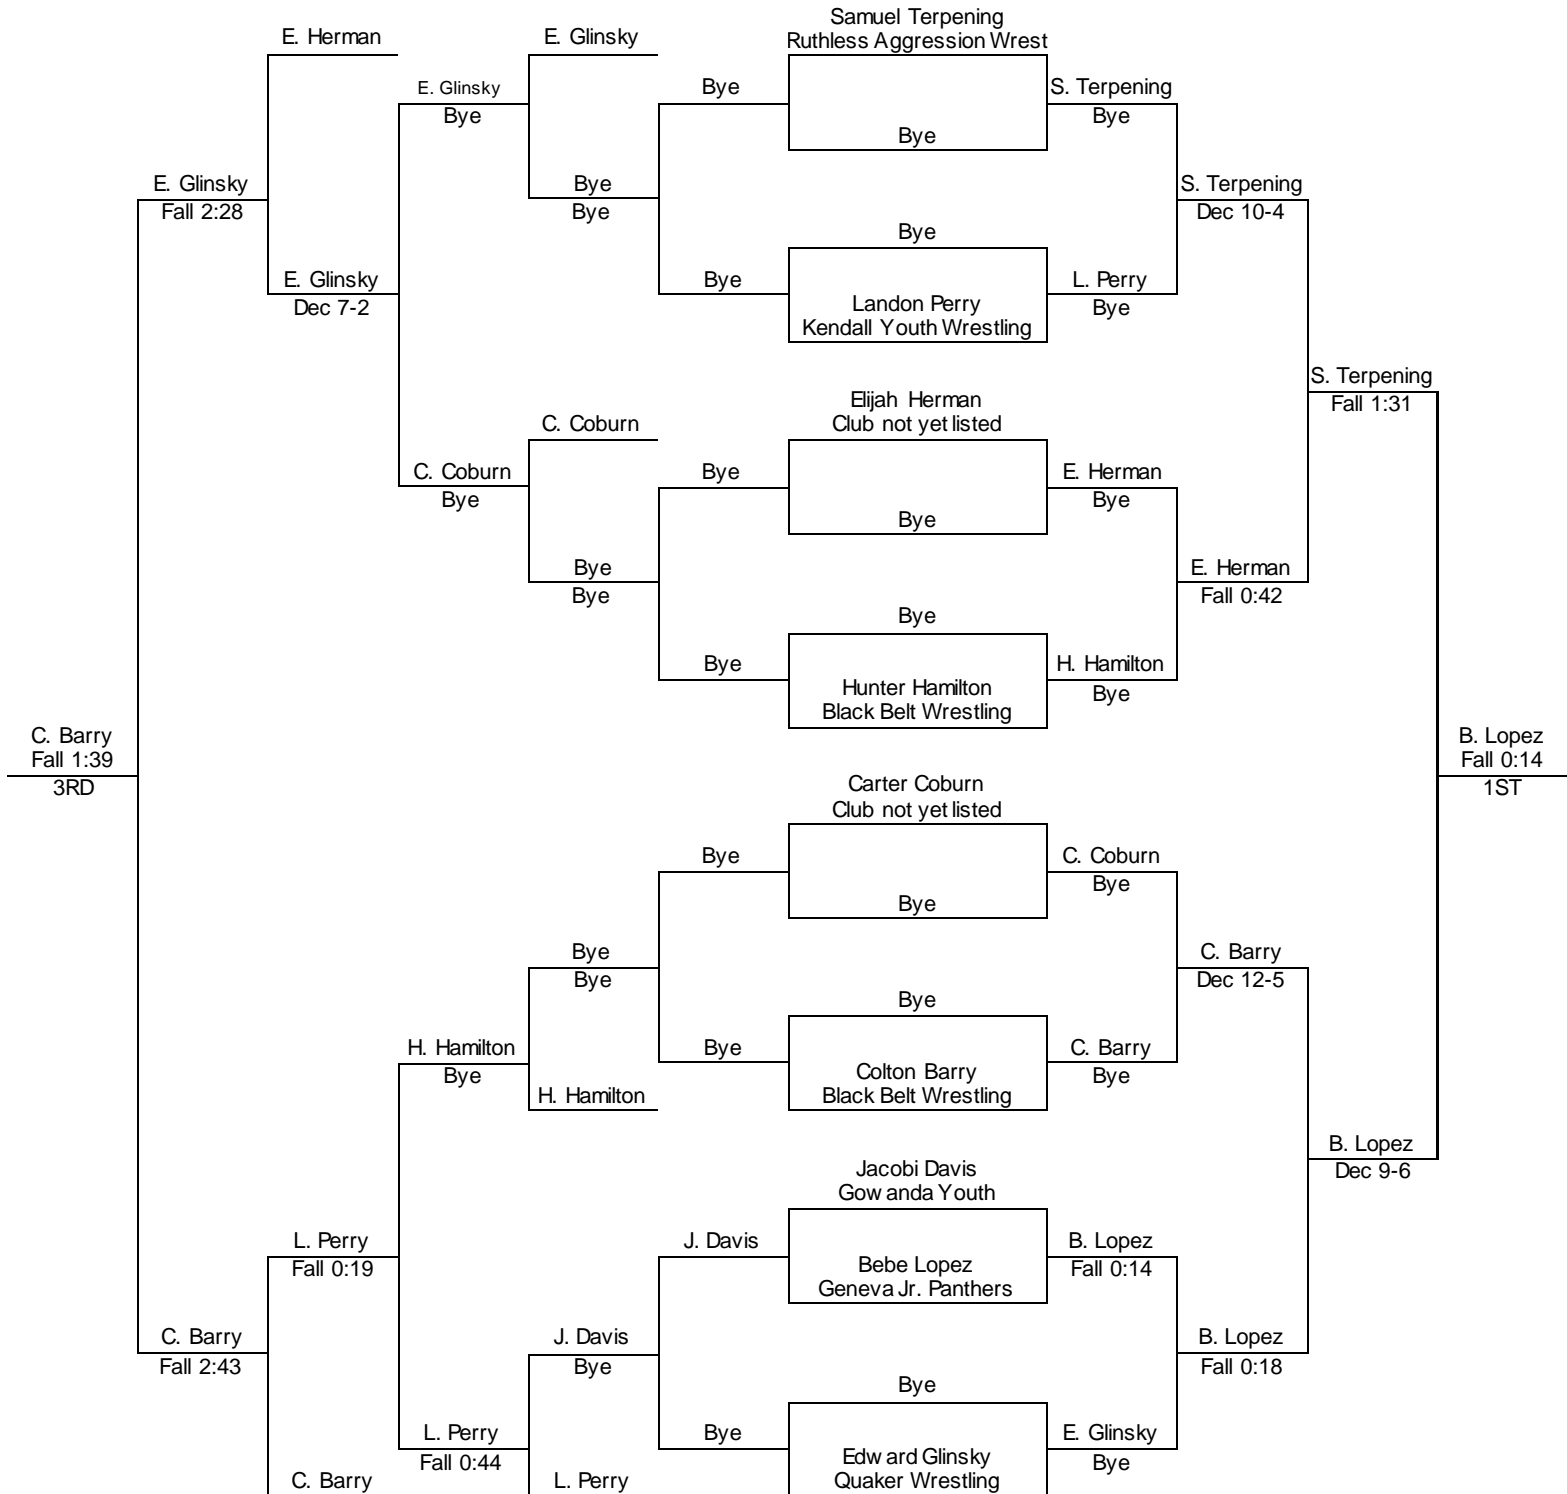 Samuel Terpening
E. Herman
E. Glinsky
Ruthless Aggression Wrest
E. Glinsky
Bye
Bye
S. Terpening
Bye
Bye
E. Glinsky
Fall 2:28
Bye
Bye
S. Terpening
Dec 10-4
Bye
E. Glinsky
Dec 7-2
Bye
Landon Perry
Kendall Youth Wrestling
L. Perry
Bye
S. Terpening
Fall 1:31
Elijah Herman
Club not yet listed
C. Coburn
C. Coburn
Bye
Bye
E. Herman
Bye
Bye
Bye
Bye
E. Herman
Fall 0:42
Bye
Bye
H. Hamilton
Bye
Hunter Hamilton
Black Belt Wrestling
C. Barry
Fall 1:39
3RD
B. Lopez
Fall 0:14
1ST
Carter Coburn
Club not yet listed
Bye
C. Coburn
Bye
Bye
Bye
Bye
C. Barry
Dec 12-5
Bye
H. Hamilton
Bye
Bye
Colton Barry
Black Belt Wrestling
C. Barry
Bye
H. Hamilton
B. Lopez
Dec 9-6
Jacobi Davis
Gowanda Youth
L. Perry
Fall 0:19
J. Davis
Bebe Lopez
Geneva Jr. Panthers
B. Lopez
Fall 0:14
C. Barry
Fall 2:43
J. Davis
Bye
B. Lopez
Fall 0:18
Bye
L. Perry
Fall 0:44
Bye
Edward Glinsky
Quaker Wrestling
E. Glinsky
Bye
C. Barry
L. Perry